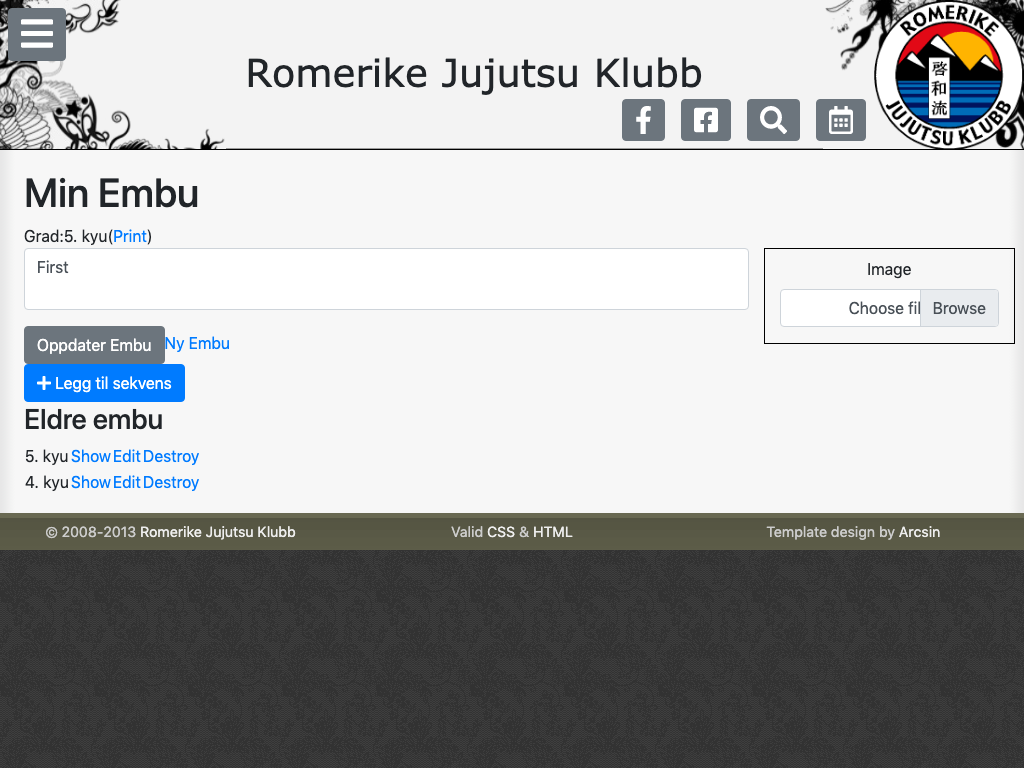 Romerike Jujutsu Klubb
ROMERIKE
啓和流
JUJUTSU KLUBB
Min Embu
Grad:5. kyu(Print)
First
Image
Choose fil Browse
Oppdater Embu Ny Embu
Legg til sekvens
Eldre embu
5. kyu Show Edit Destroy
4. kyu Show Edit Destroy
© 2008-2013 Romerike Jujutsu Klubb Valid CSS & HTML Template design by Arcsin